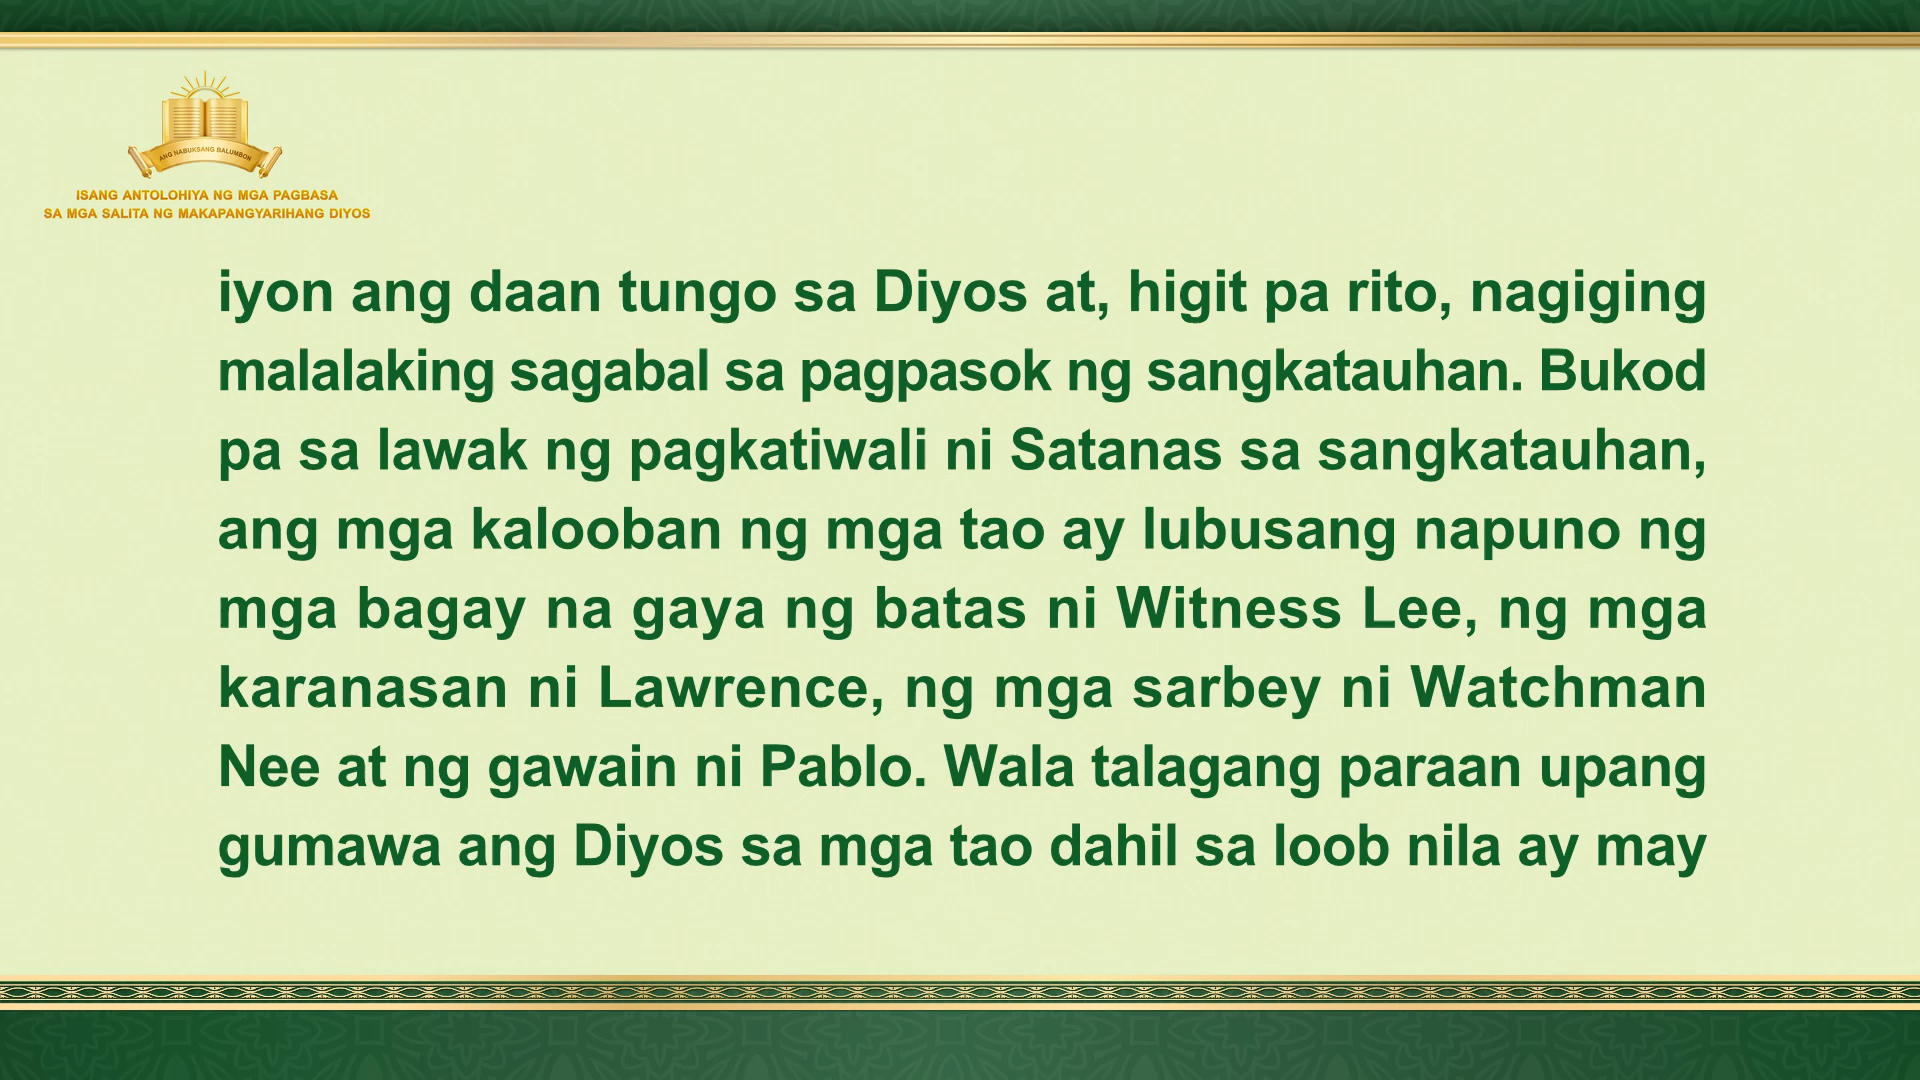 ANG NABUKSANG BALUMBON
ISANG ANTOLOHIYA NG MGA PAGBASA
SA MGA SALITA NG MAKAPANGYARIHANG DIYOS
iyon ang daan tungo sa Diyos at, higit pa rito, nagiging
malalaking sagabal sa pagpasok ng sangkatauhan. Bukod
pa sa lawak ng pagkatiwali ni Satanas sa sangkatauhan,
ang mga kalooban ng mga tao ay lubusang napuno ng
mga bagay na gaya ng batas ni Witness Lee, ng mga
karanasan ni Lawrence, ng mga sarbey ni Watchman
Nee at ng gawain ni Pablo. Wala talagang paraan upang
gumawa ang Diyos sa mga tao dahil sa loob nila ay may